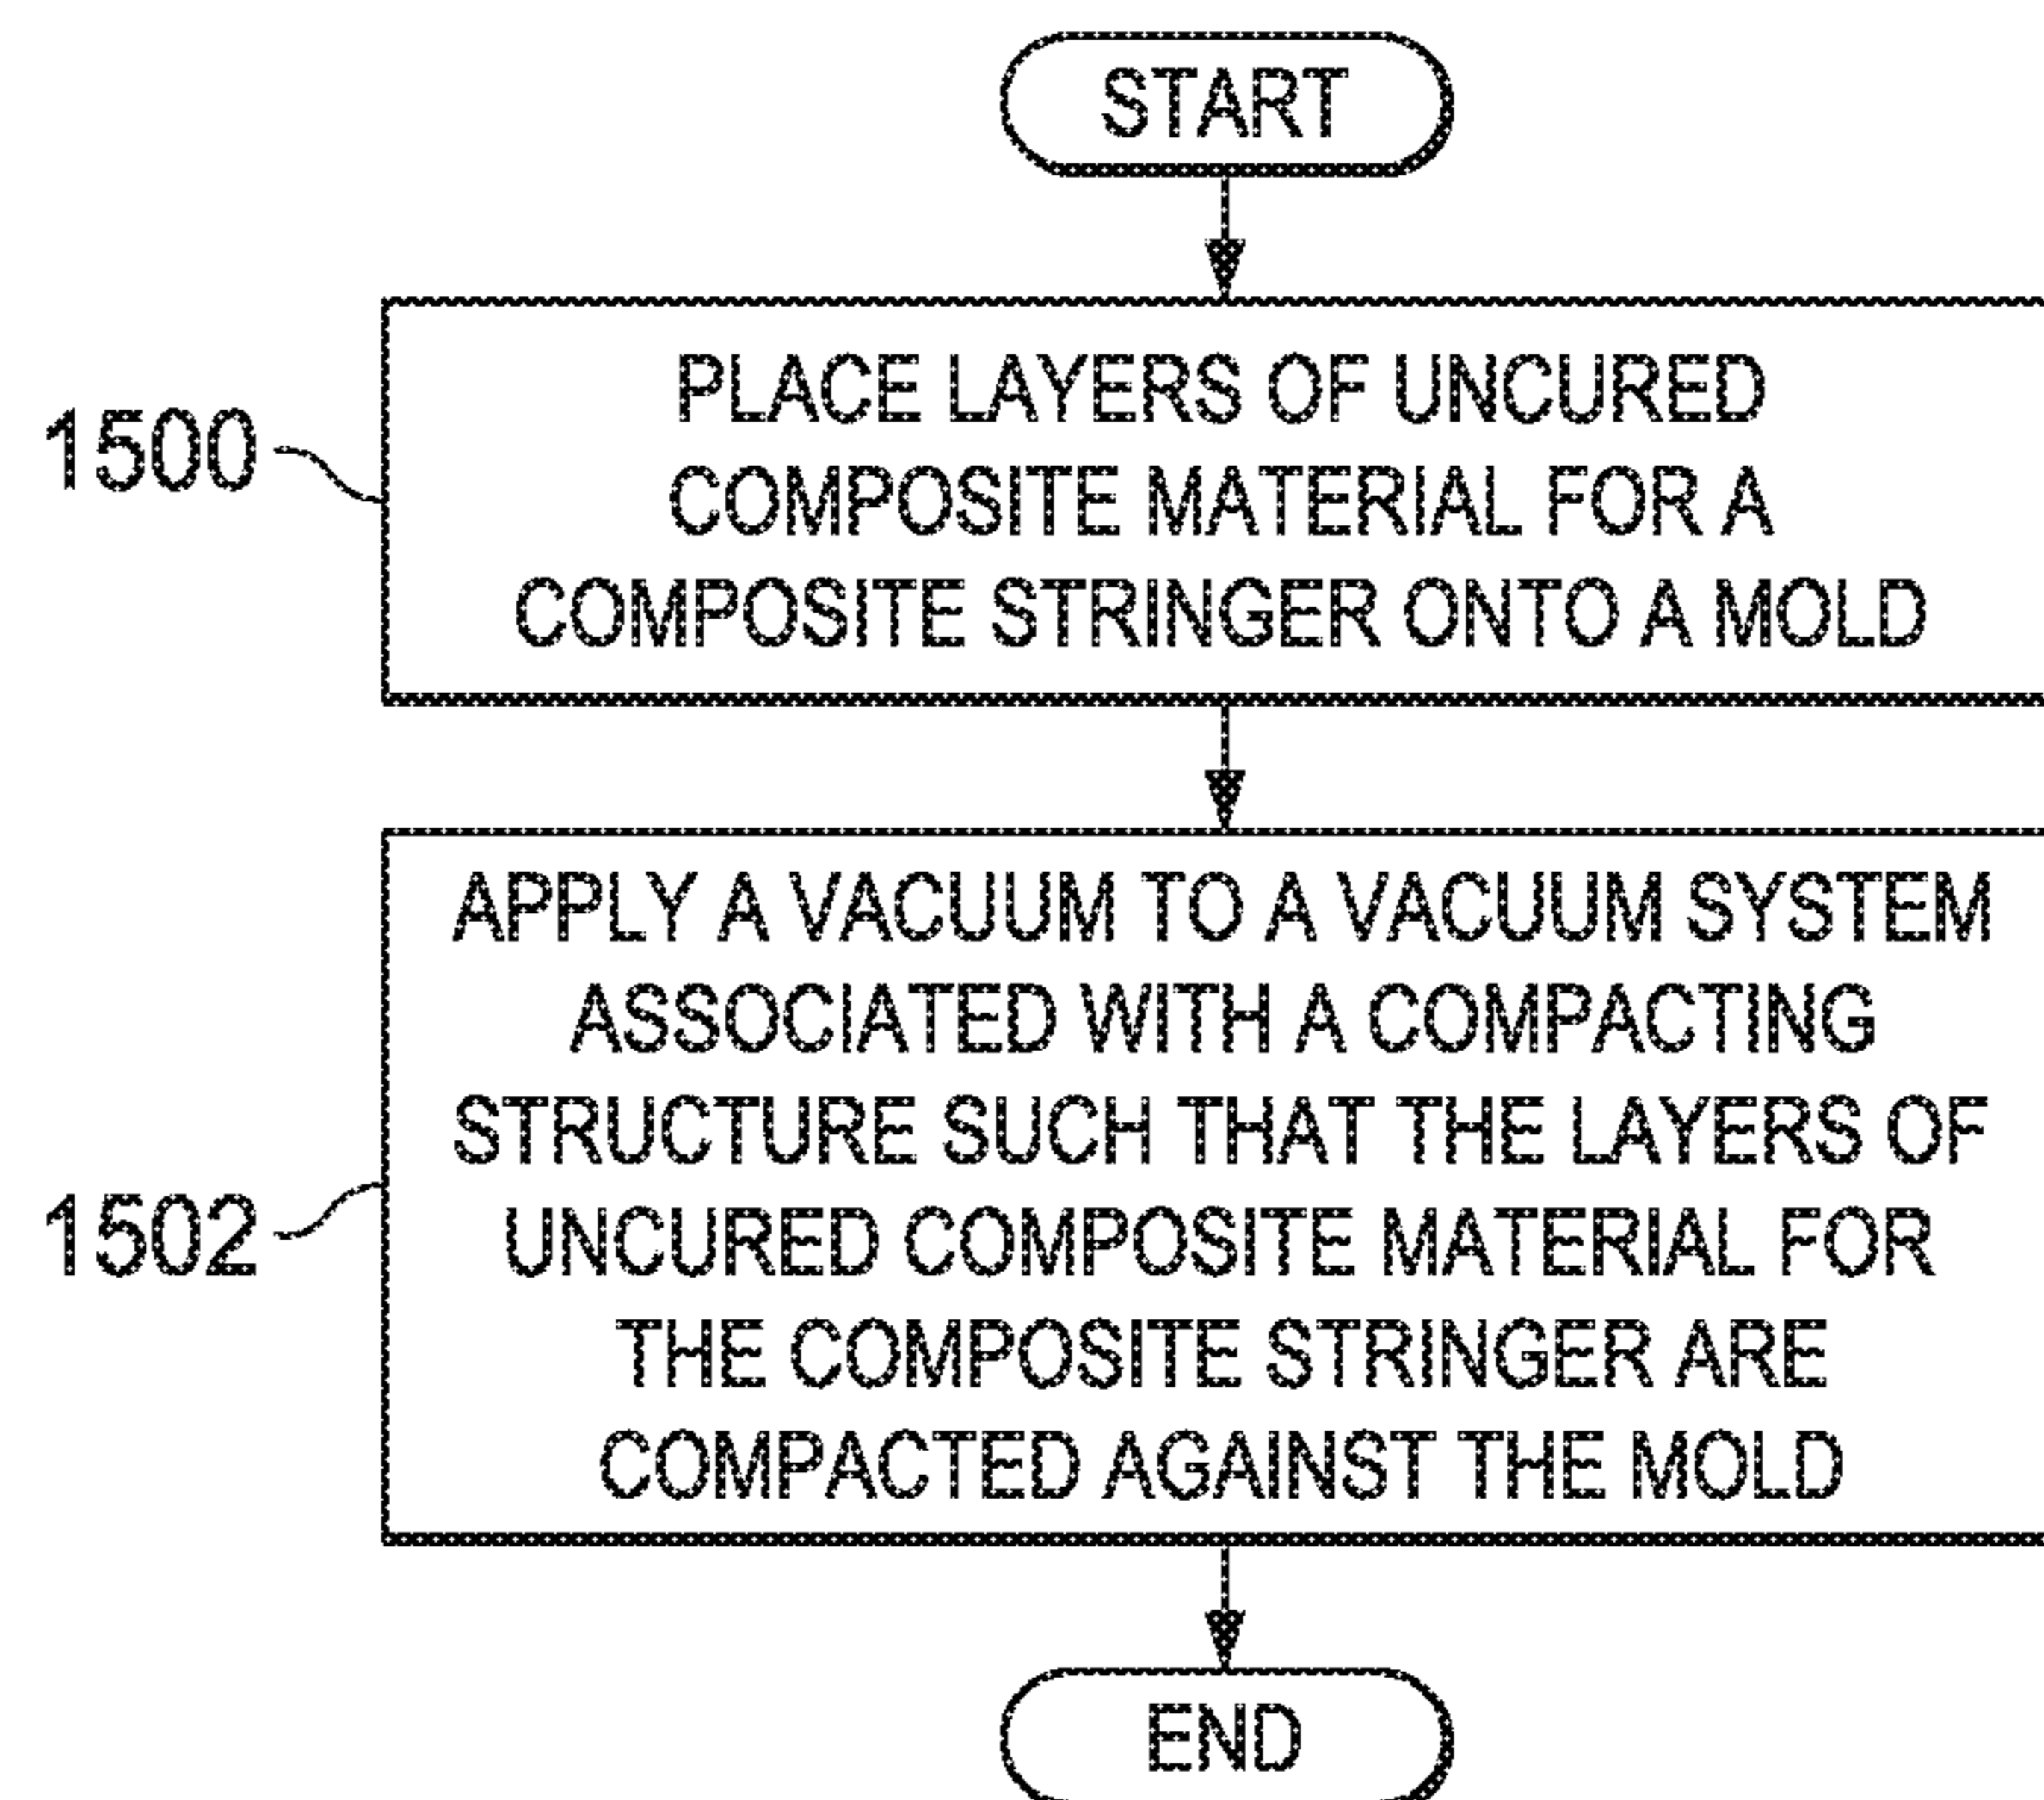 START
1500
PLACE LAYERS OF UNCURED
COMPOSITE MATERIAL FOR A
COMPOSITE STRINGER ONTO A MOLD
1502
APPLY A VACUUM TO A VACUUM SYSTEM
ASSOCIATED WITH A COMPACTING
STRUCTURE SUCH THAT THE LAYERS OF
UNCURED COMPOSITE MATERIAL FOR
THE COMPOSITE STRINGER ARE
COMPACTED AGAINST THE MOLD
END